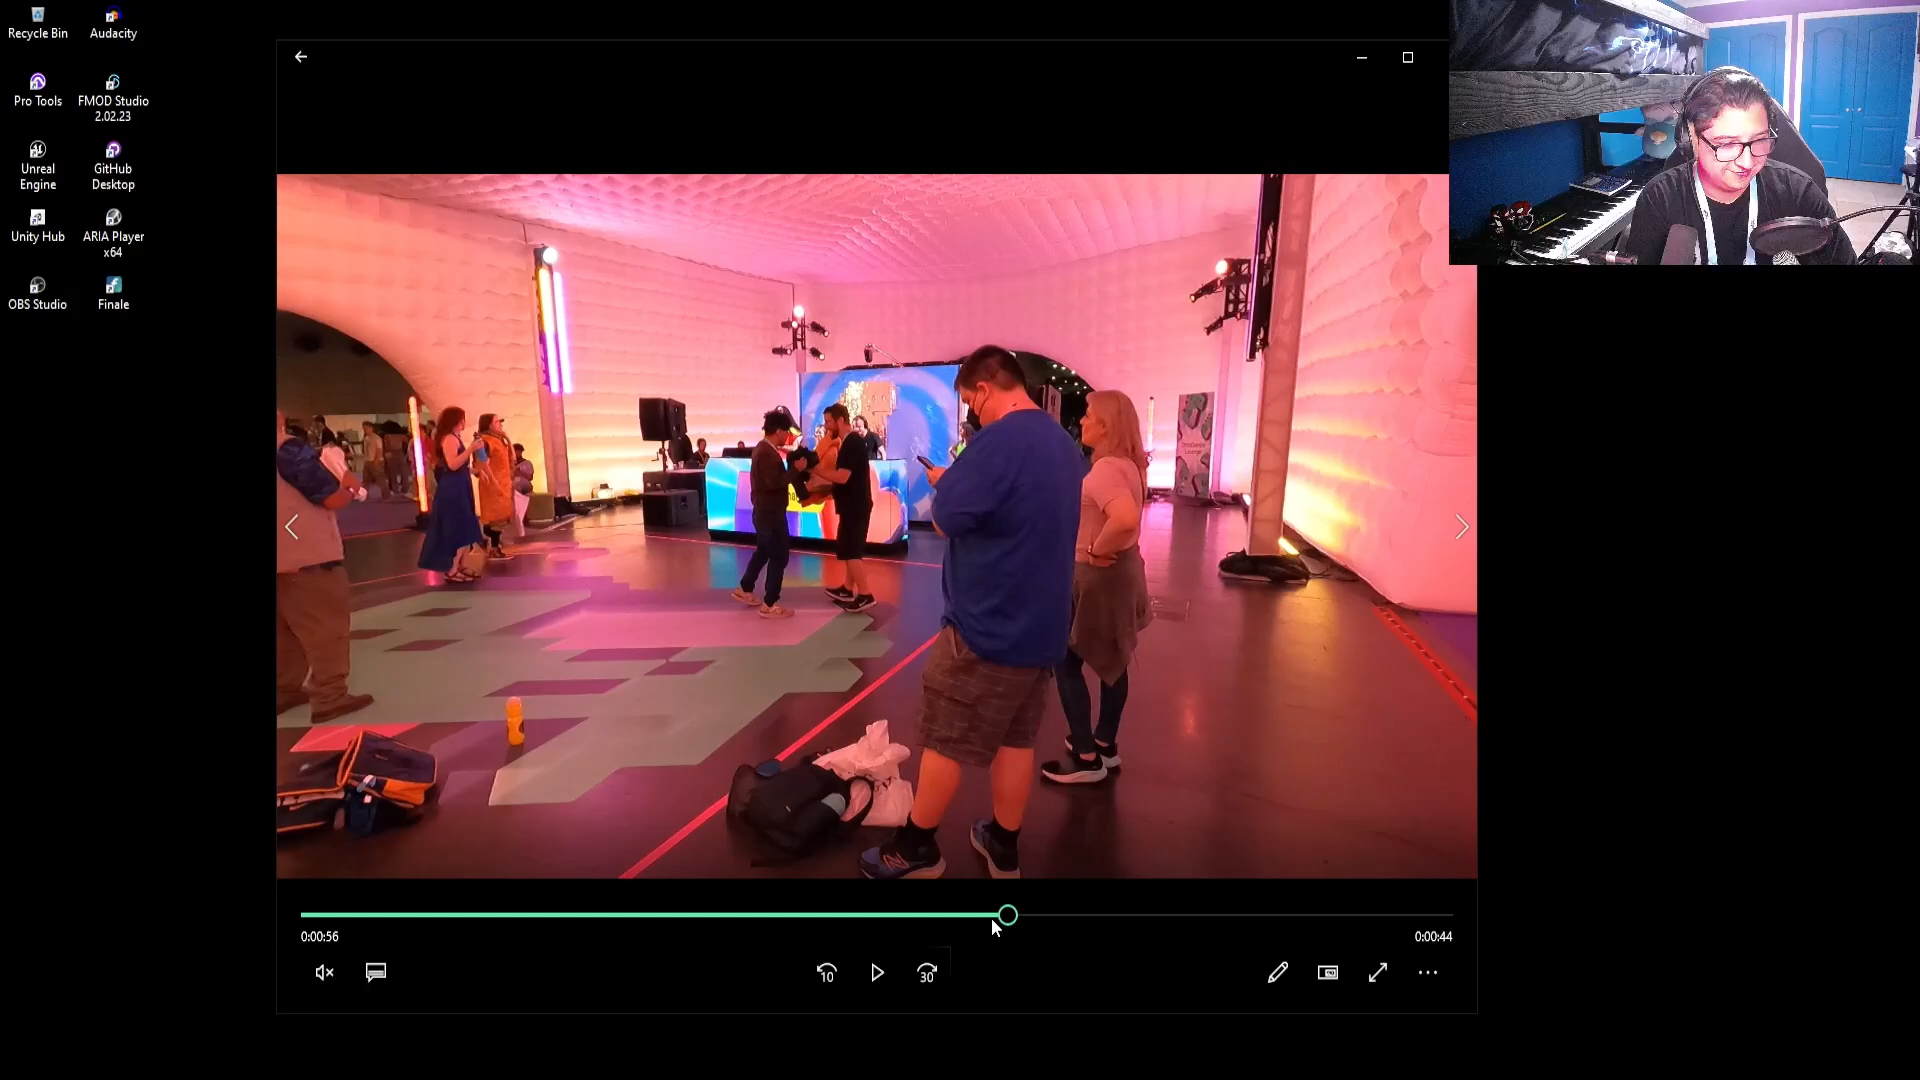 Recycle Bin
Audacity
Pro Tools
FMOD Studio
2.02.23
Unreal
Engine
GitHub
Desktop
Unity Hub
ARIA Player
x64
OBS Studio
Finale
0:00:56
0:00:44
10
30